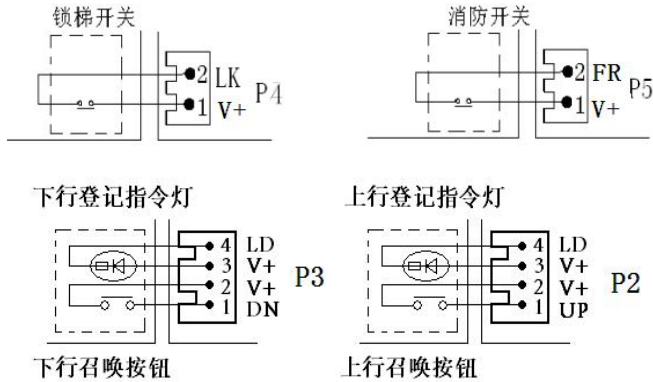 锁梯开关
消防开关
2 LK
1 V+
P4
2 FR
1 V+
P5
下行登记指令灯
上行登记指令灯
4 LD
3 V+
2 V+
1 DN
P3
4 LD
3 V+
2 V+
1 UP
P2
下行召唤按钮
上行召唤按钮